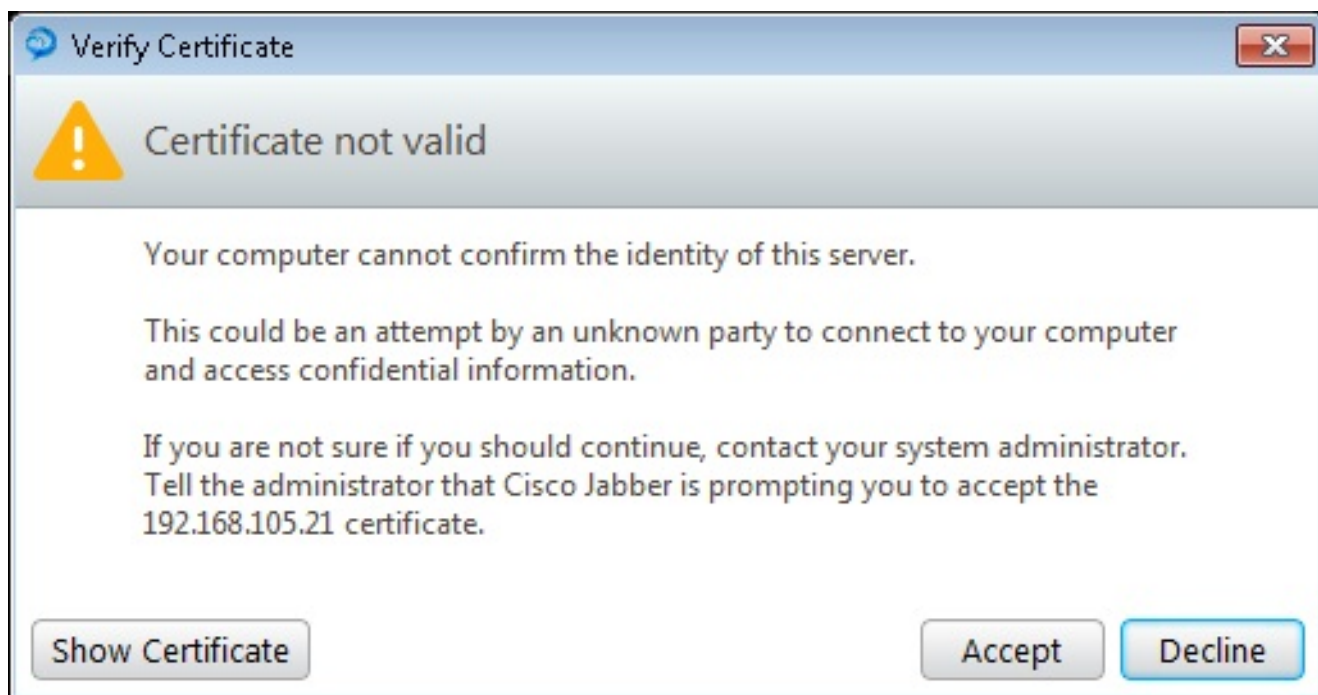 Verify Certificate
Certificate not valid
Your computer cannot confirm the identity of this server.
This could be an attempt by an unknown party to connect to your computer
and access confidential information.
If you are not sure if you should continue, contact your system administrator.
Tell the administrator that Cisco Jabber is prompting you to accept the
192.168.105.21 certificate.
Show Certificate
Accept
Decline